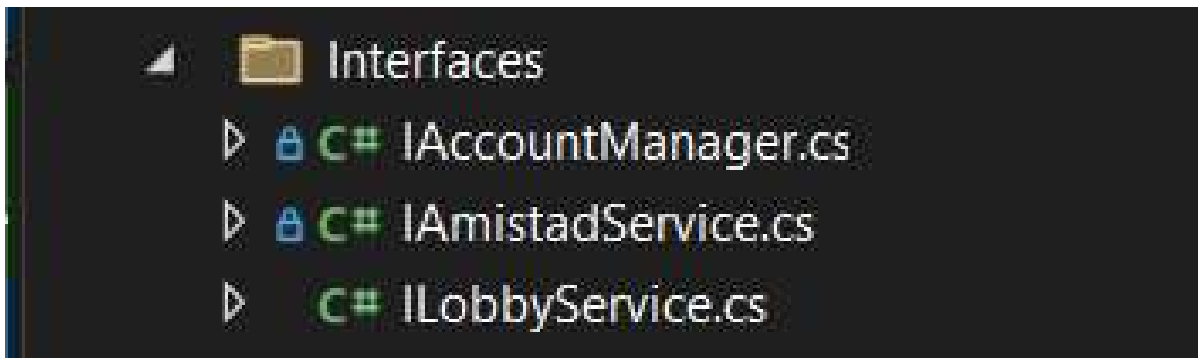 Interfaces
C# IAccountManager.cs
C# IAmistadService.cs
C# ILobbyService.cs